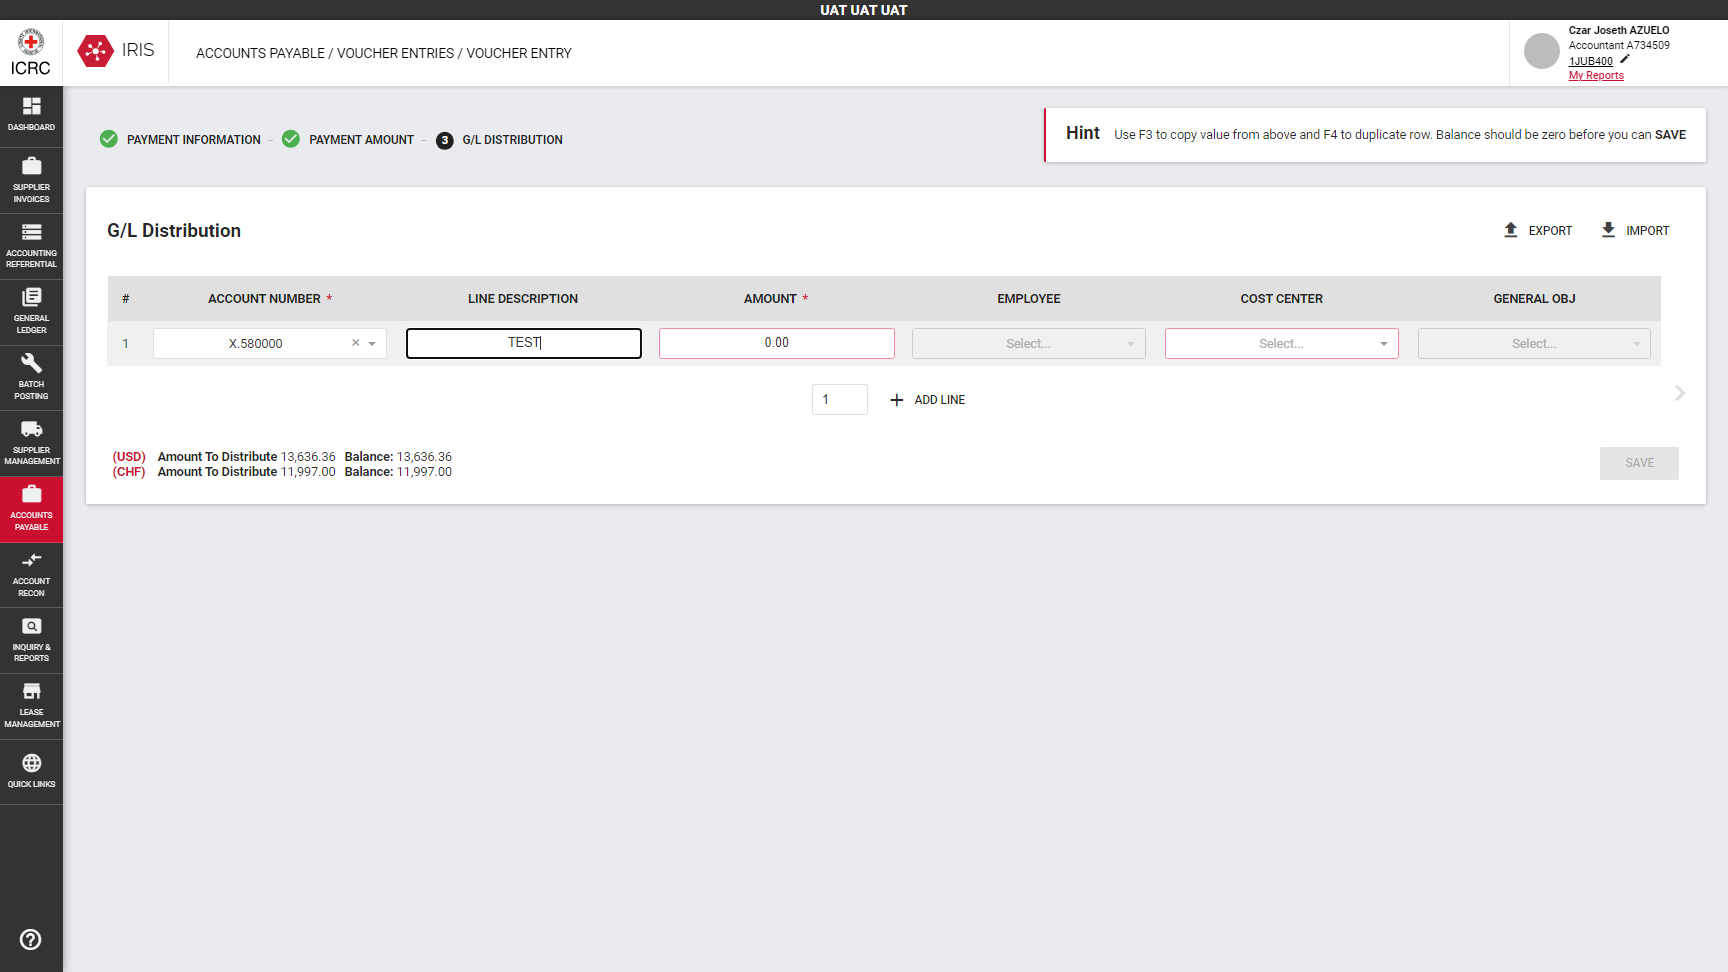 UAT UAT UAT
ICRC
IRIS
ACCOUNTS PAYABLE / VOUCHER ENTRIES / VOUCHER ENTRY
Czar Joseth AZUELO
Accountant A734509
1JUB400
My Reports
DASHBOARD
SUPPLIER
INVOICES
ACCOUNTING
REFERENTIAL
GENERAL
LEDGER
BATCH
POSTING
SUPPLIER
MANAGEMENT
ACCOUNTS
PAYABLE
ACCOUNT
RECON
INQUIRY &
REPORTS
LEASE
MANAGEMENT
QUICK LINKS
PAYMENT INFORMATION – PAYMENT AMOUNT – 3 G/L DISTRIBUTION
Hint Use F3 to copy value from above and F4 to duplicate row. Balance should be zero before you can SAVE
G/L Distribution
EXPORT IMPORT
# ACCOUNT NUMBER * LINE DESCRIPTION AMOUNT * EMPLOYEE COST CENTER GENERAL OBJ
1 X.580000 × TEST 0.00 Select... Select... Select...
1 + ADD LINE
(USD) Amount To Distribute 13,636.36 Balance: 13,636.36
(CHF) Amount To Distribute 11,997.00 Balance: 11,997.00
SAVE